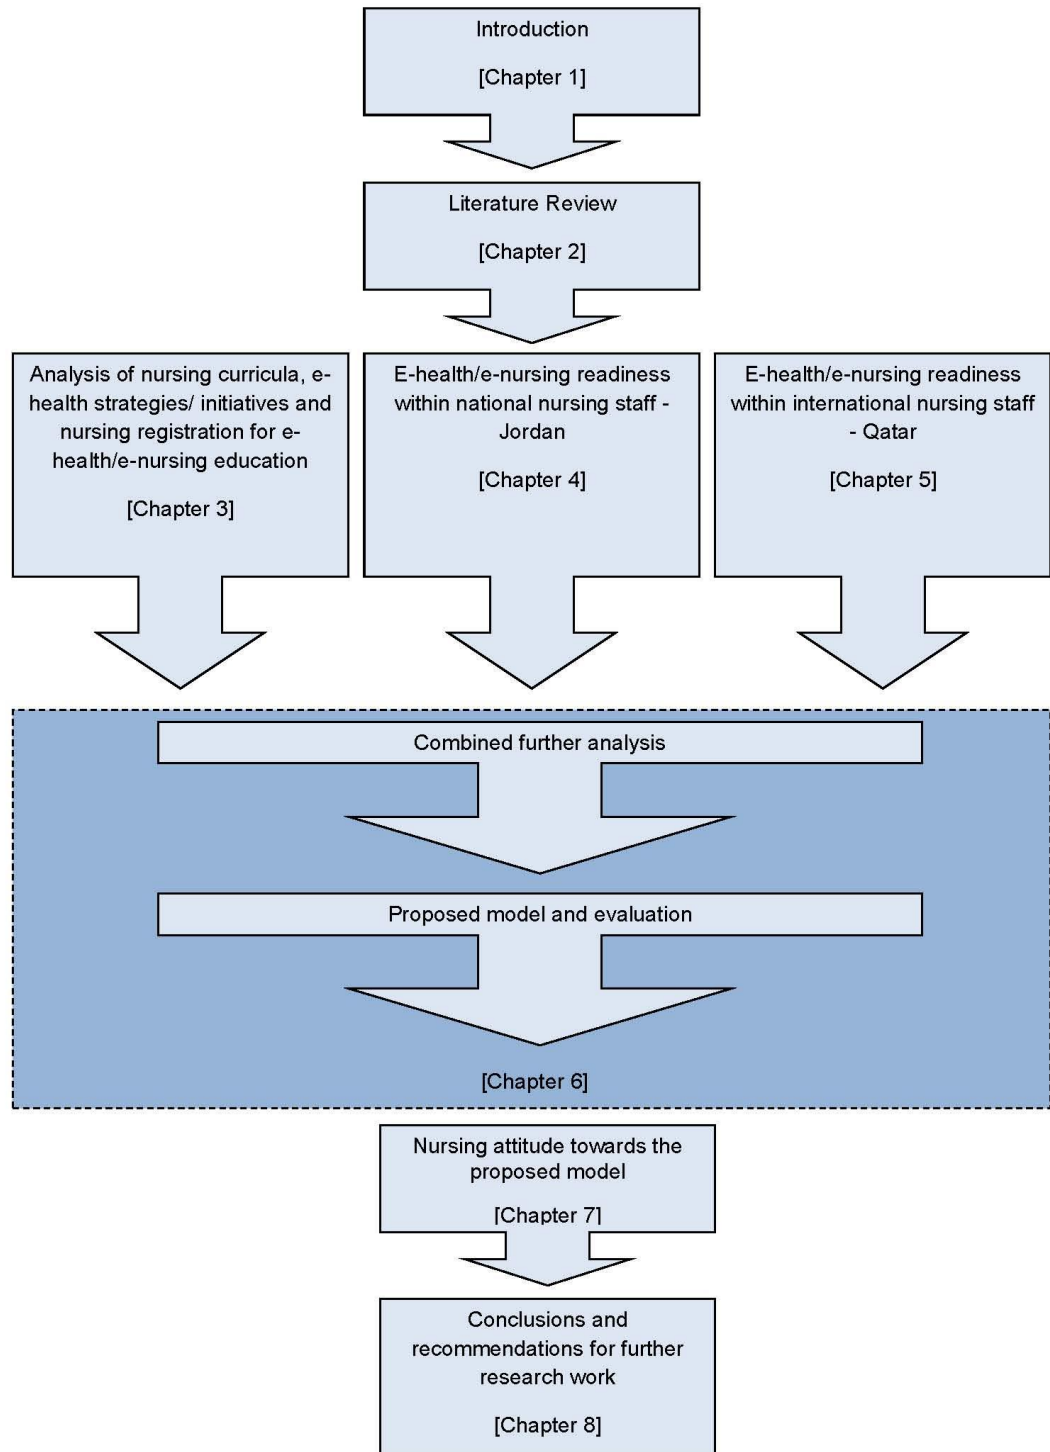 Introduction
[Chapter 1]
Literature Review
[Chapter 2]
Analysis of nursing curricula, e-
health strategies/ initiatives and
nursing registration for e-
health/e-nursing education
[Chapter 3]
E-health/e-nursing readiness
within national nursing staff -
Jordan
[Chapter 4]
E-health/e-nursing readiness
within international nursing staff
- Qatar
[Chapter 5]
Combined further analysis
Proposed model and evaluation
[Chapter 6]
Nursing attitude towards the
proposed model
[Chapter 7]
Conclusions and
recommendations for further
research work
[Chapter 8]